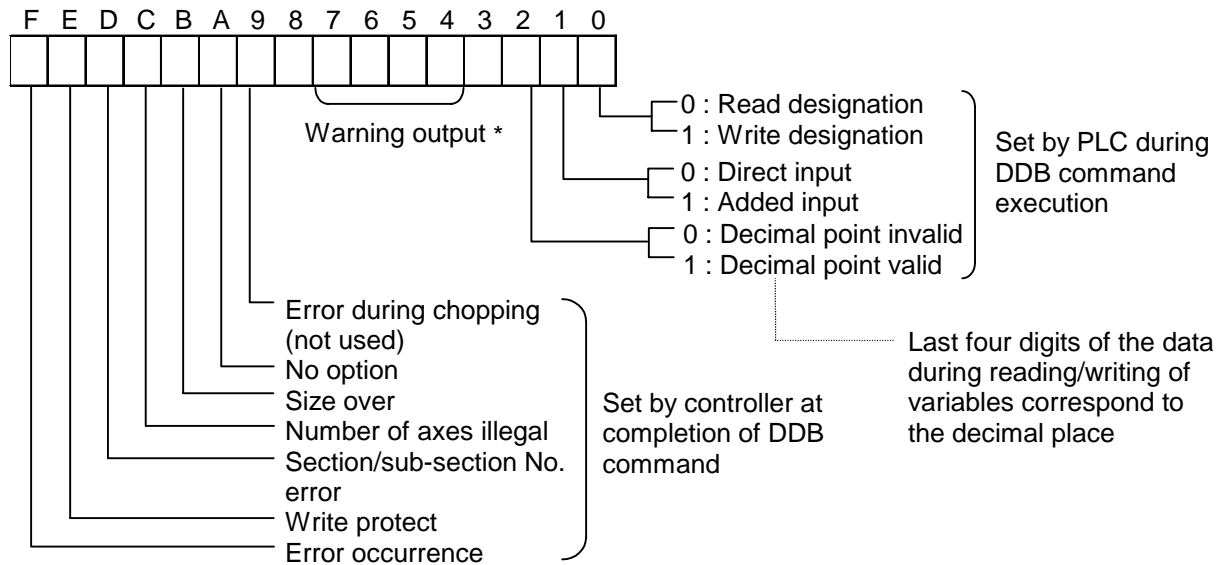 F E D C B A 9 8 7 6 5 4 3 2 1 0
Warning output *
0 : Read designation
1 : Write designation
0 : Direct input
1 : Added input
0 : Decimal point invalid
1 : Decimal point valid
Set by PLC during
DDB command
execution
Last four digits of the data
during reading/writing of
variables correspond to
the decimal place
Error during chopping
(not used)
No option
Size over
Number of axes illegal
Section/sub-section No.
error
Write protect
Error occurrence
Set by controller at
completion of DDB
command